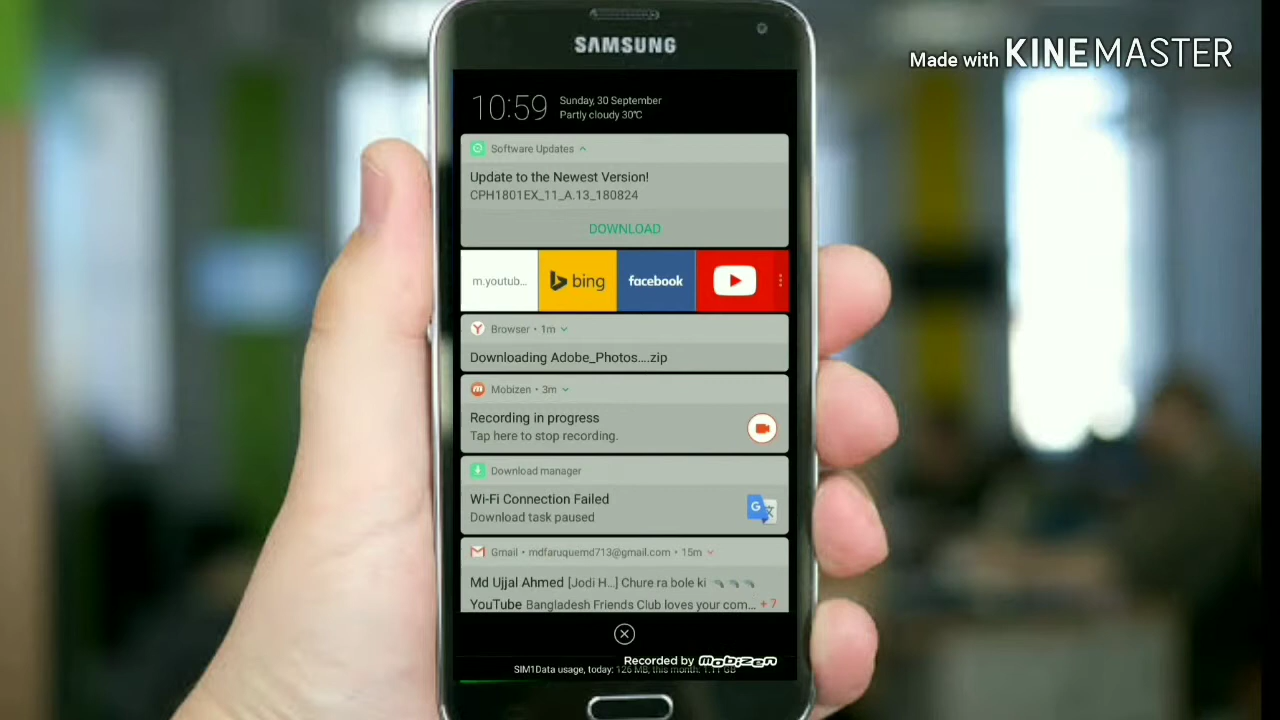 SAMSUNG
Made with KINEMASTER
10:59
Sunday, 30 September
Partly cloudy 30°C
Software Updates
Update to the Newest Version!
CPH1801EX_11_A.13_180824
DOWNLOAD
m.youtub...
bing
facebook
Browser • 1m
Downloading Adobe_Photos....zip
Mobizen • 3m
Recording in progress
Tap here to stop recording.
Download manager
Wi-Fi Connection Failed
Download task paused
Gmail • mdfaruquemd713@gmail.com • 15m
Md Ujjal Ahmed [Jodi H...] Chure ra bole ki
YouTube Bangladesh Friends Club loves your com... + 7
Recorded by mobizen
SIM1Data usage, today: 126 MB, this month: 1.11 GB